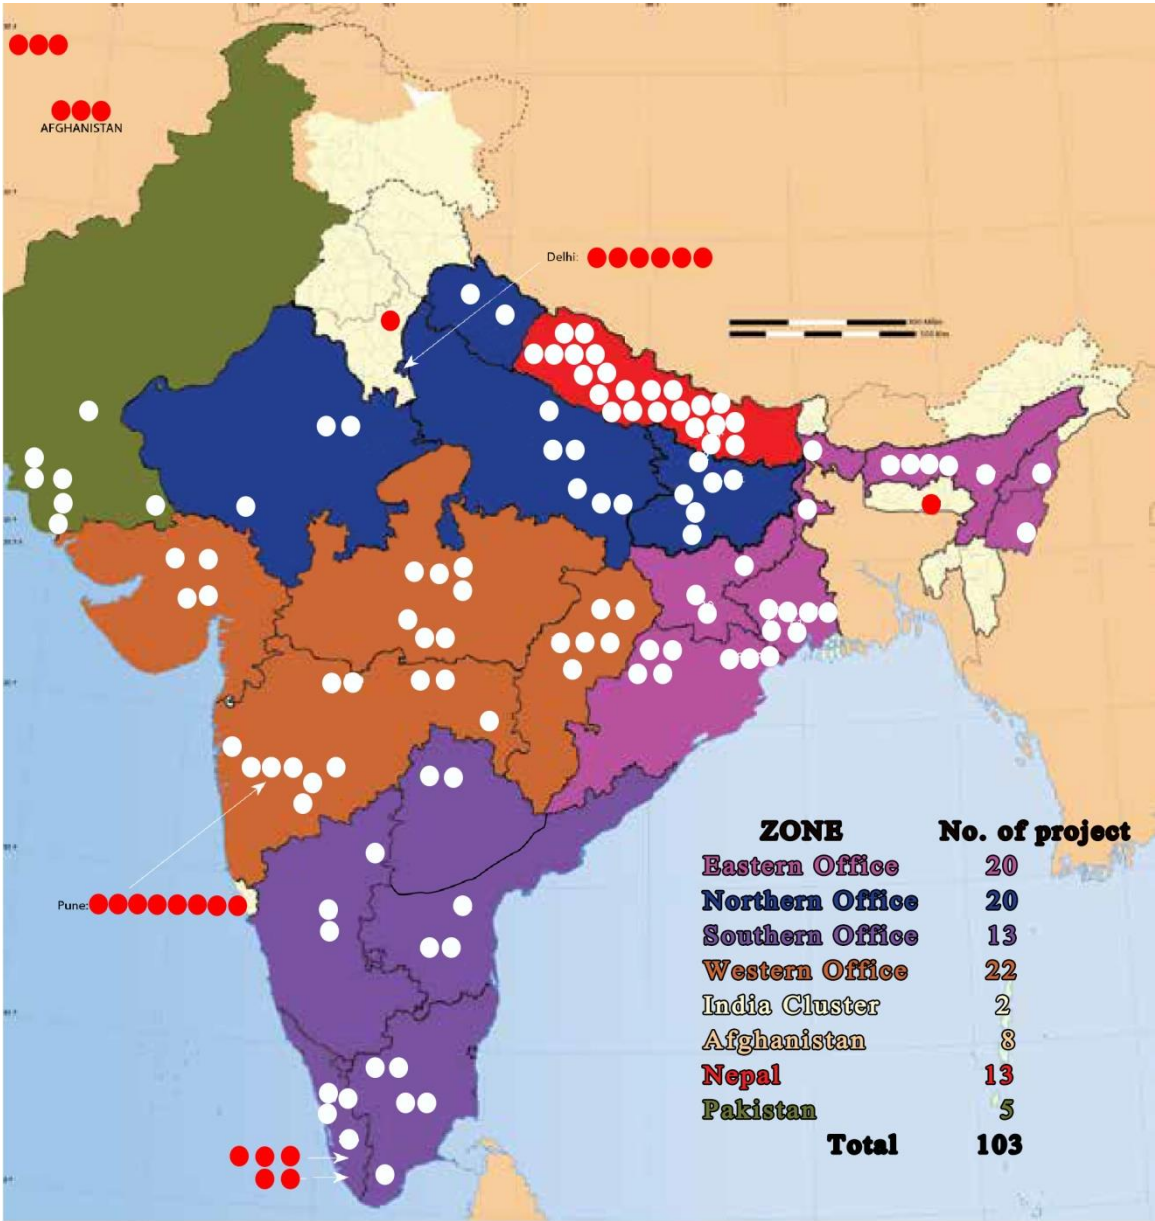 AFGHANISTAN
Delhi:
ZONE No. of project
Eastern Office 20
Northern Office 20
Southern Office 13
Western Office 22
India Cluster 2
Afghanistan 8
Nepal 13
Pakistan 5
Total 103
Pune: